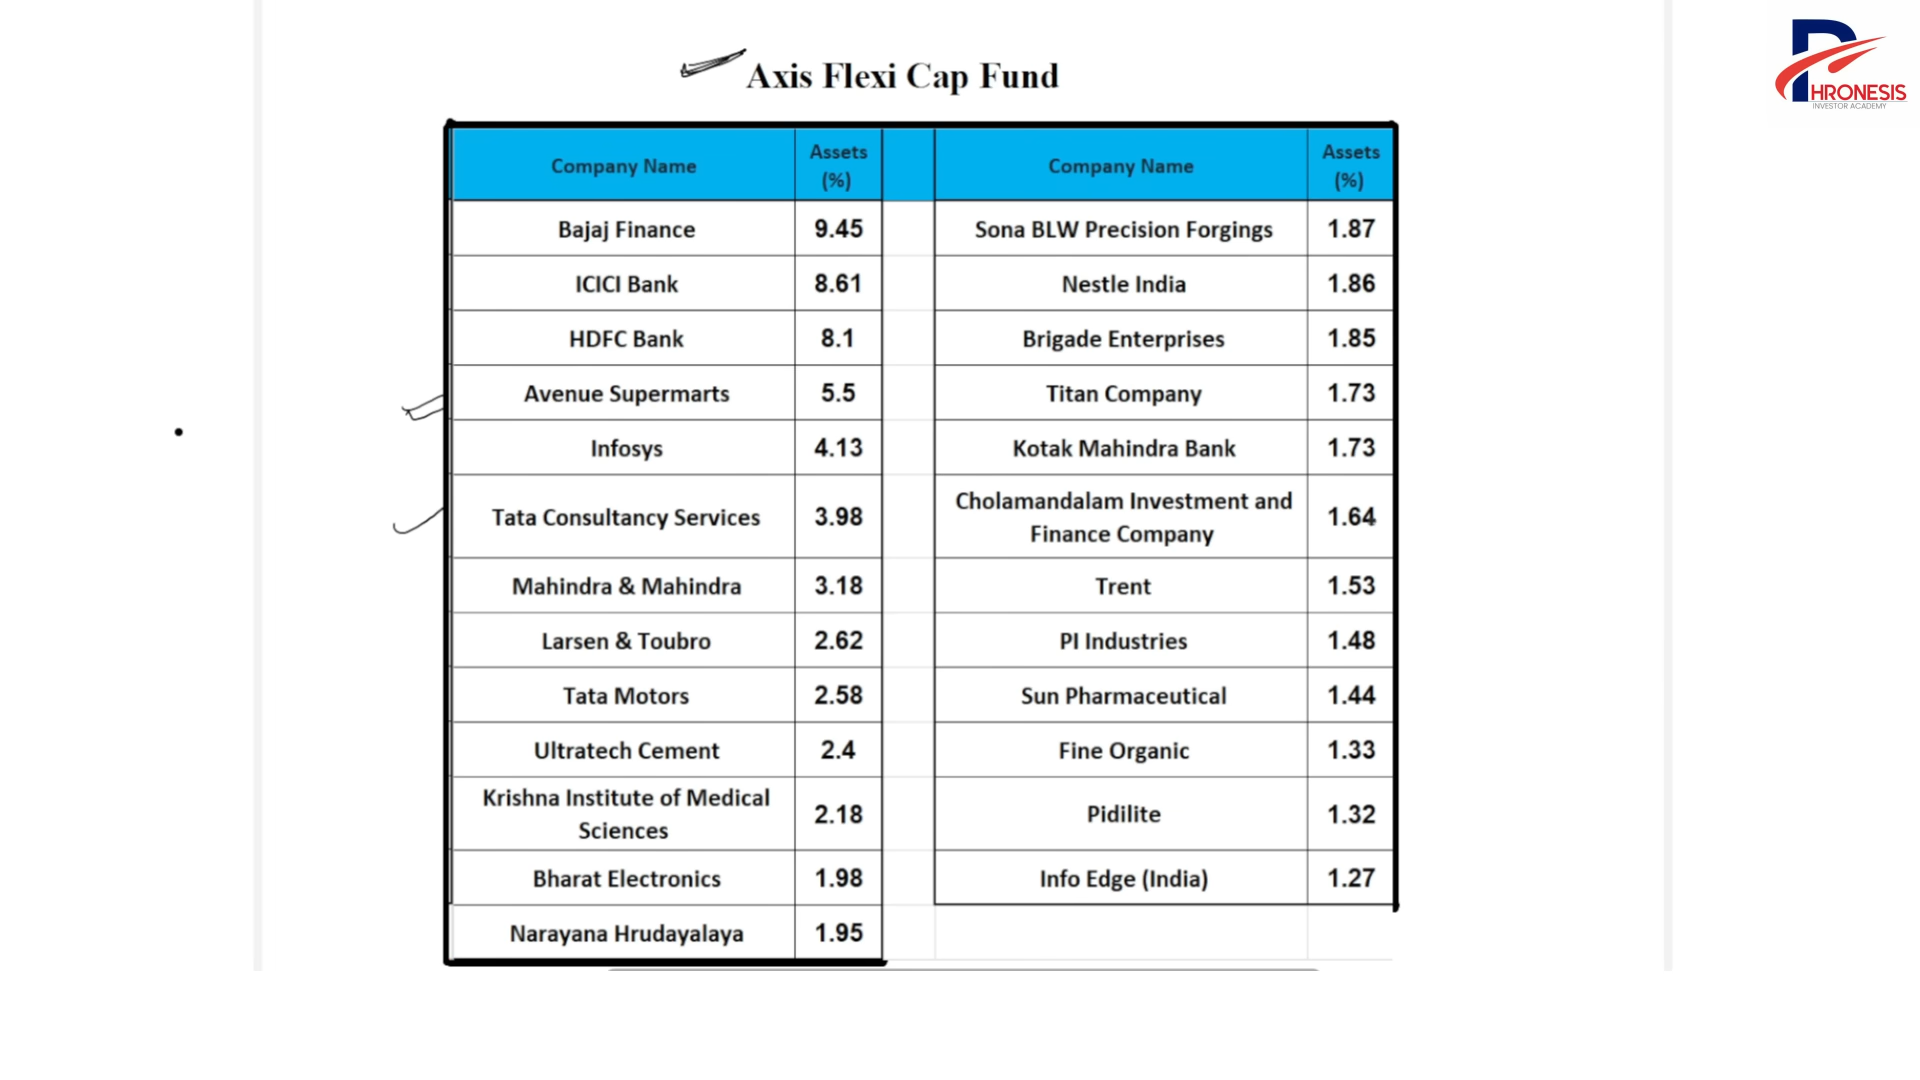 Axis Flexi Cap Fund
HRONESIS
INVESTOR ACADEMY
Company Name Assets (%) Company Name Assets (%)
Bajaj Finance 9.45 Sona BLW Precision Forgings 1.87
ICICI Bank 8.61 Nestle India 1.86
HDFC Bank 8.1 Brigade Enterprises 1.85
Avenue Supermarts 5.5 Titan Company 1.73
Infosys 4.13 Kotak Mahindra Bank 1.73
Tata Consultancy Services 3.98 Cholamandalam Investment and Finance Company 1.64
Mahindra & Mahindra 3.18 Trent 1.53
Larsen & Toubro 2.62 PI Industries 1.48
Tata Motors 2.58 Sun Pharmaceutical 1.44
Ultratech Cement 2.4 Fine Organic 1.33
Krishna Institute of Medical Sciences 2.18 Pidilite 1.32
Bharat Electronics 1.98 Info Edge (India) 1.27
Narayana Hrudayalaya 1.95